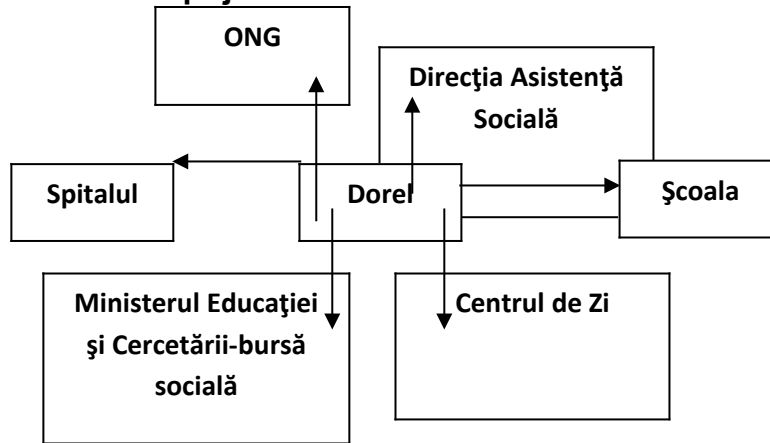 ONG
Direcţia Asistenţă
Socială
Spitalul
Dorel
Şcoala
Ministerul Educaţiei
şi Cercetării-bursă
socială
Centrul de Zi